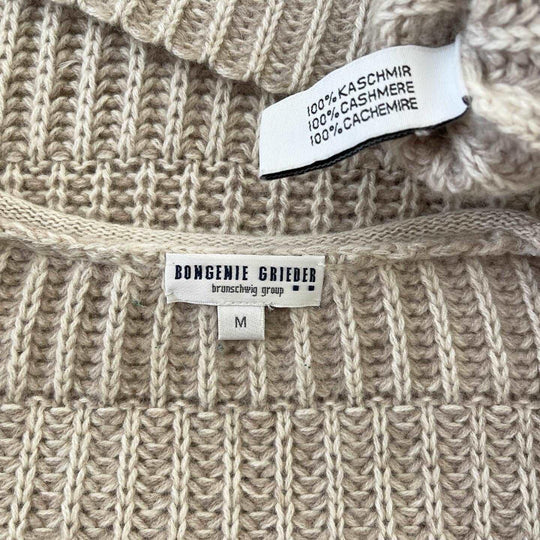 100% KASCHMIR
100% CASHMERE
100% CACHEMIRE
BONGENIE GRIEDER
brunschwig group
M